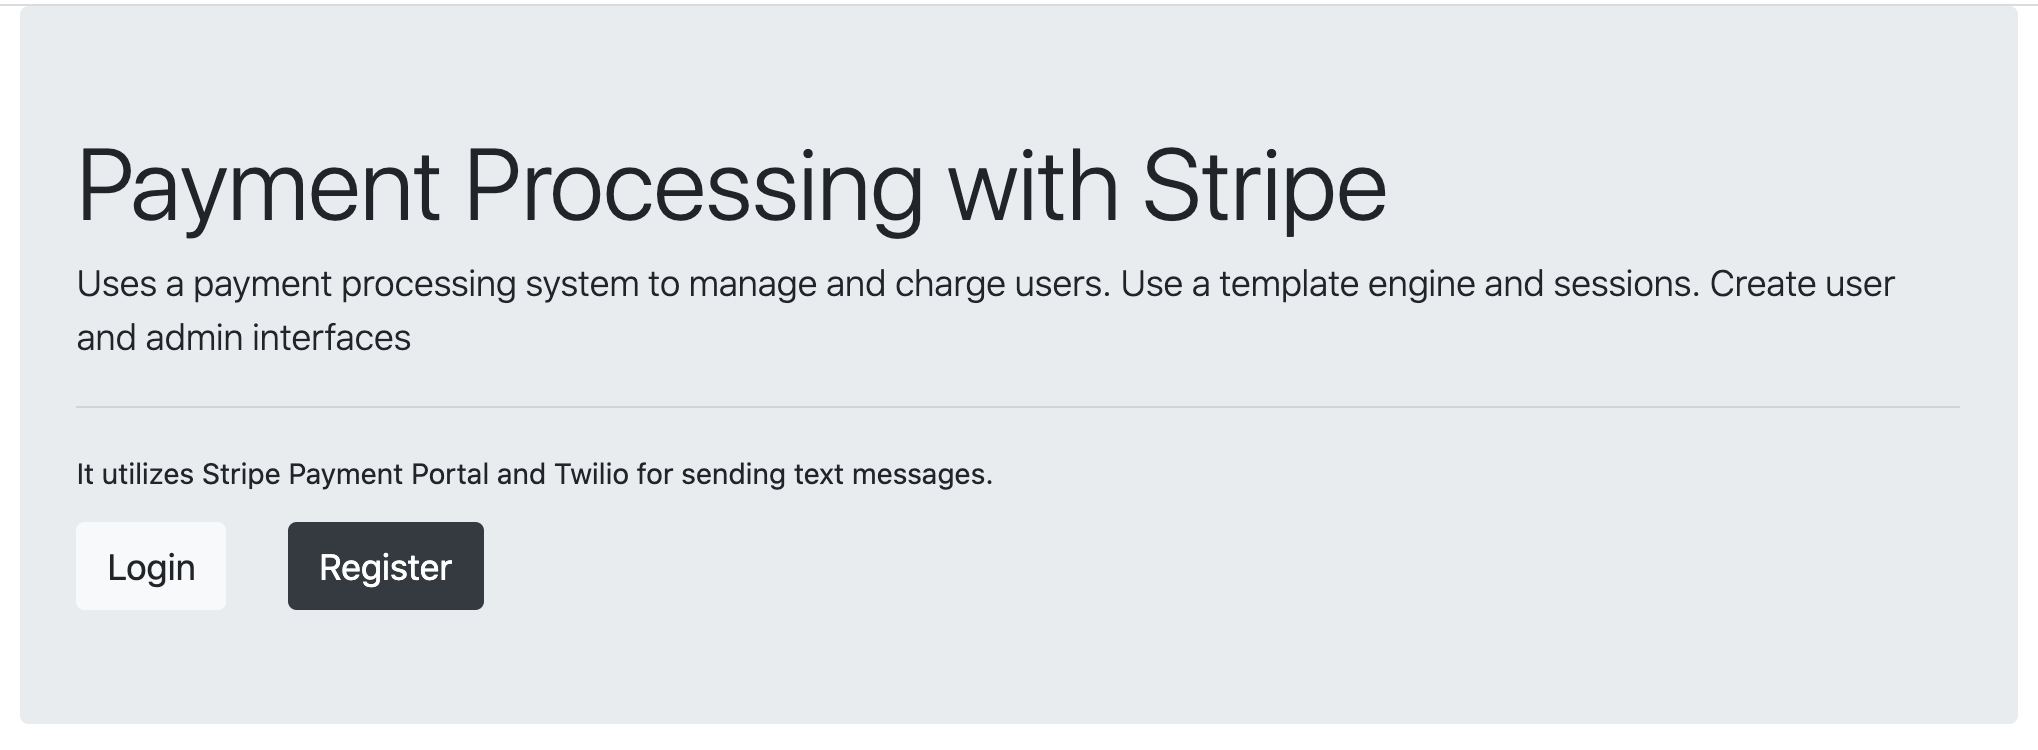 Payment Processing with Stripe
Uses a payment processing system to manage and charge users. Use a template engine and sessions. Create user
and admin interfaces
It utilizes Stripe Payment Portal and Twilio for sending text messages.
Login
Register